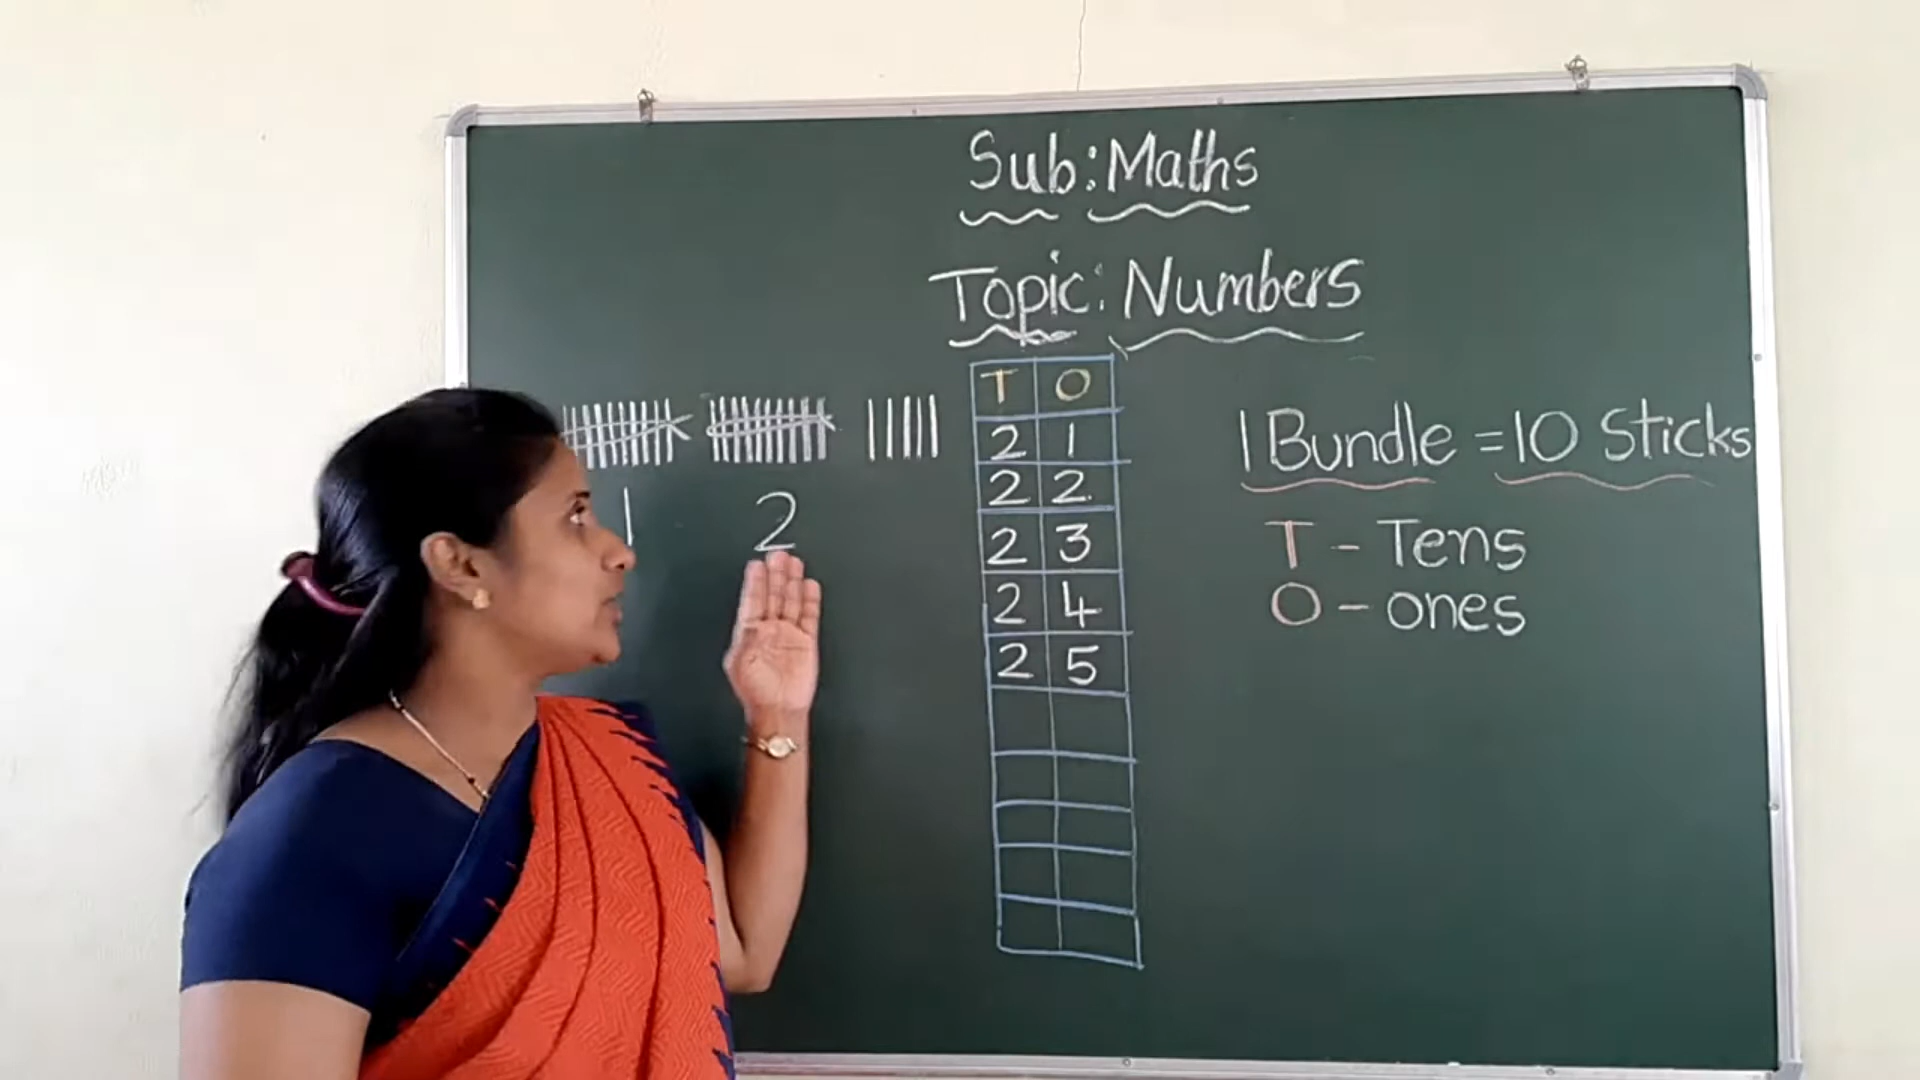 Sub: Maths
Topic: Numbers
T O
2 1
2 2
2 3
2 4
2 5
1 2
1 Bundle = 10 Sticks
T - Tens
O - ones